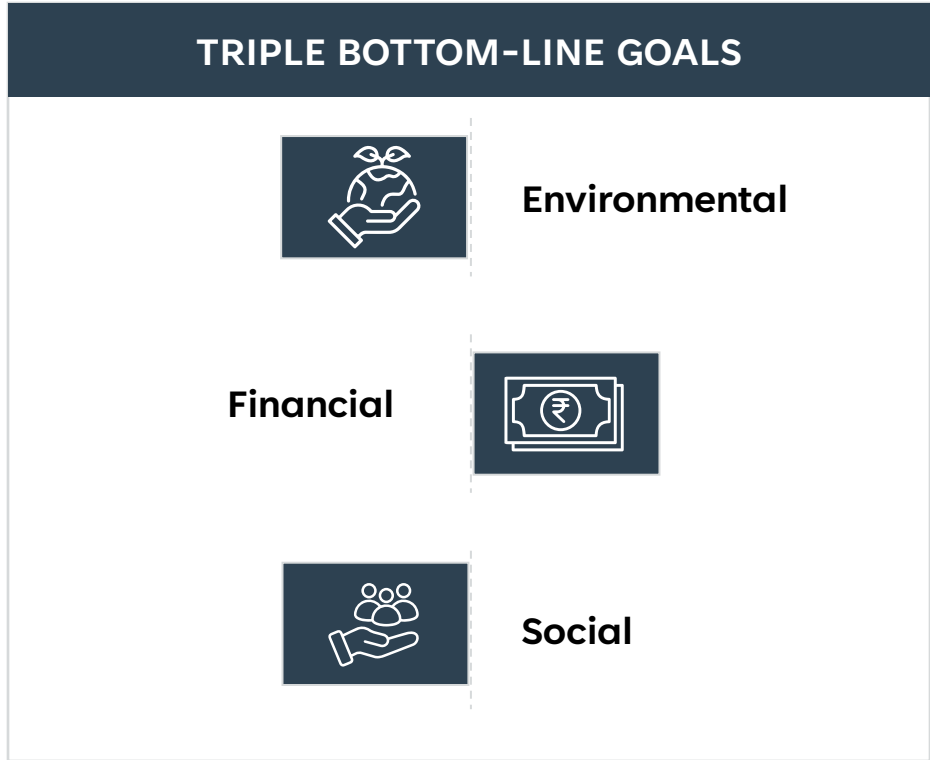 TRIPLE BOTTOM-LINE GOALS
Environmental
Financial
₹
Social